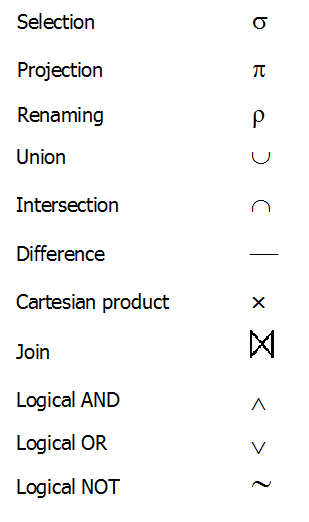 Selection σ
Projection π
Renaming ρ
Union ∪
Intersection ∩
Difference —
Cartesian product ×
Join ⋈
Logical AND ∧
Logical OR ∨
Logical NOT ~